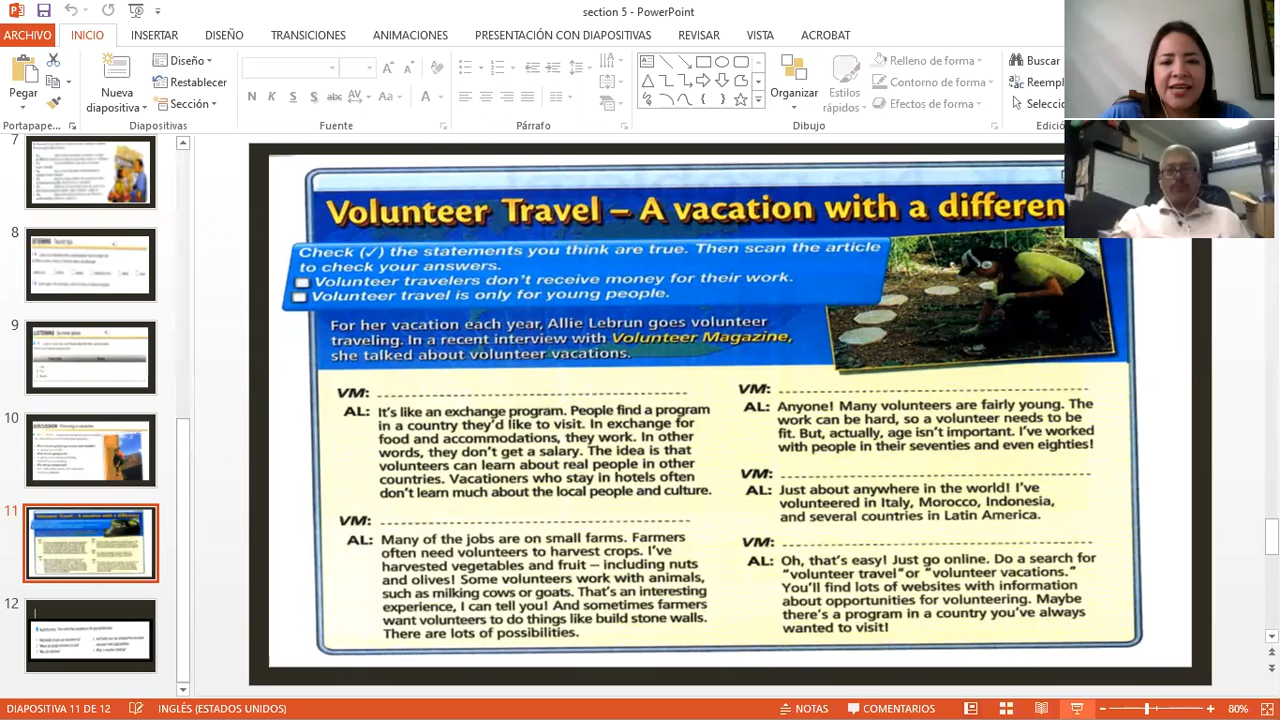 section 5 - PowerPoint
ARCHIVO INICIO INSERTAR DISEÑO TRANSICIONES ANIMACIONES PRESENTACIÓN CON DIAPOSITIVAS REVISAR VISTA ACROBAT
Pegar
Portapape...
Nueva
diapositiva
Diseño
Restablecer
Sección
Diapositivas
N K S S abc AV Aa A
Fuente
Párrafo
Organizar
Estilos
rápidos
Relleno de forma
Contorno de forma
Efectos de forma
Dibujo
Buscar
Reempl
Selecci
Edició
7
8
9
10
11
12
Volunteer Travel – A vacation with a differen
Check (✓) the statements you think are true. Then scan the article
to check your answers.
Volunteer travelers don't receive money for their work.
Volunteer travel is only for young people.
For her vacation each year, Allie Lebrun goes volunteer
traveling. In a recent interview with Volunteer Magazine,
she talked about volunteer vacations.
VM:
AL: It's like an exchange program. People find a program
in a country they'd like to visit. In exchange for
food and accommodations, they work. In other
words, they don't get a salary. The idea is that
volunteers can learn about real people in other
countries. Vacationers who stay in hotels often
don't learn much about the local people and culture.
VM:
AL: Many of the jobs are on small farms. Farmers
often need volunteers to harvest crops. I've
harvested vegetables and fruit – including nuts
and olives! Some volunteers work with animals,
such as milking cows or goats. That's an interesting
experience, I can tell you! And sometimes farmers
want volunteers to do things like build stone walls.
There are lots of possibilities.
VM:
AL: Anyone! Many volunteers are fairly young. The
work can be hard, so a volunteer needs to be
fit. But, actually, age isn't important. I've worked
with people in their seventies and even eighties!
VM:
AL: Just about anywhere in the world! I've
volunteered in Italy, Morocco, Indonesia,
and several countries in Latin America.
VM:
AL: Oh, that's easy! Just go online. Do a search for
"volunteer travel" or "volunteer vacations."
You'll find lots of websites with information
about opportunities for volunteering. Maybe
there's a program in a country you've always
wanted to visit!
DIAPOSITIVA 11 DE 12 INGLÉS (ESTADOS UNIDOS) NOTAS COMENTARIOS 80%